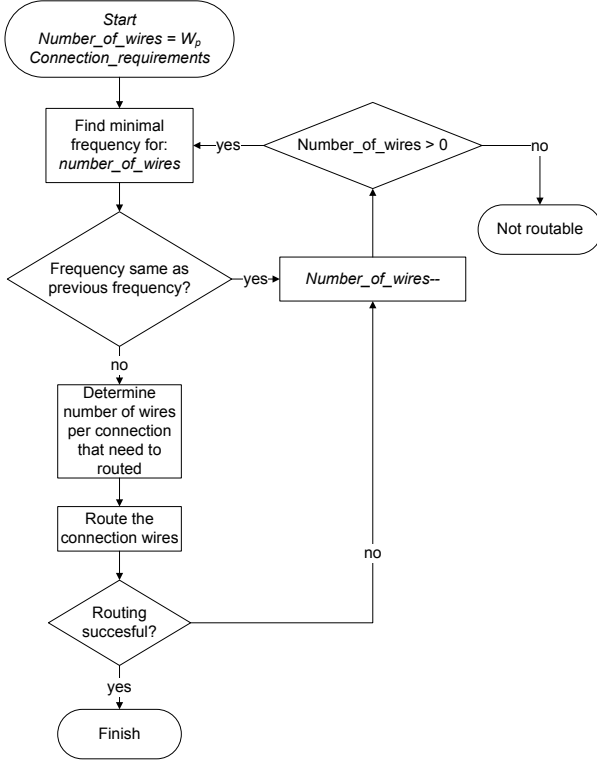 Start
Number_of_wires = Wp
Connection_requirements
Find minimal
frequency for:
number_of_wires
yes
Number_of_wires > 0
no
Not routable
Frequency same as
previous frequency?
yes
Number_of_wires--
no
Determine
number of wires
per connection
that need to
routed
Route the
connection wires
no
Routing
succesful?
yes
Finish